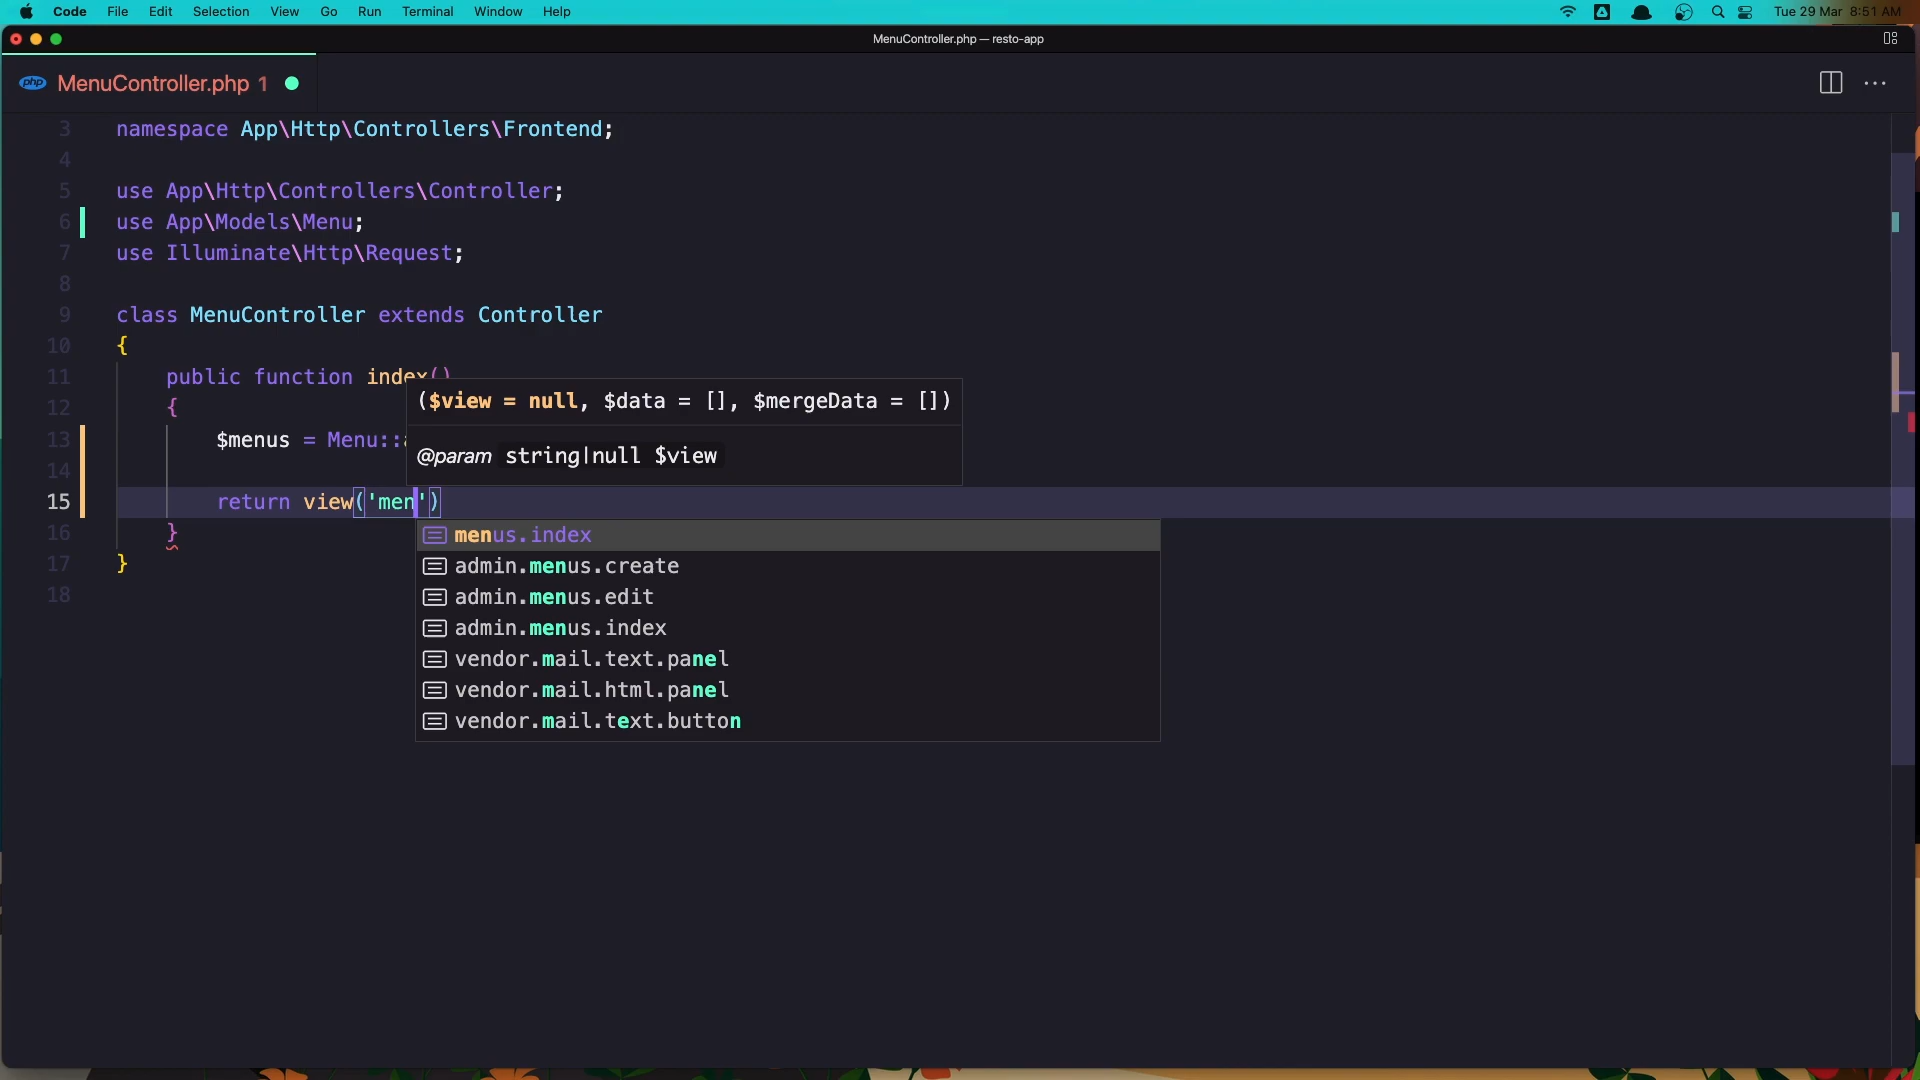 Code File Edit Selection View Go Run Terminal Window Help Tue 29 Mar 8:51 AM
MenuController.php — resto-app
php MenuController.php 1
3 namespace App\Http\Controllers\Frontend;
4
5 use App\Http\Controllers\Controller;
6 use App\Models\Menu;
7 use Illuminate\Http\Request;
8
9 class MenuController extends Controller
10 {
11 public function index()
($view = null, $data = [], $mergeData = [])
12 {
13 $menus = Menu::
@param string|null $view
14
15 return view('men')
16 }
menus.index
17 }
admin.menus.create
18
admin.menus.edit
admin.menus.index
vendor.mail.text.panel
vendor.mail.html.panel
vendor.mail.text.button